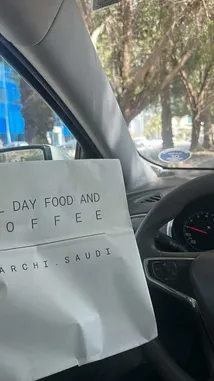 L DAY FOOD AND
OFFEE
ARCHI.SAUDI